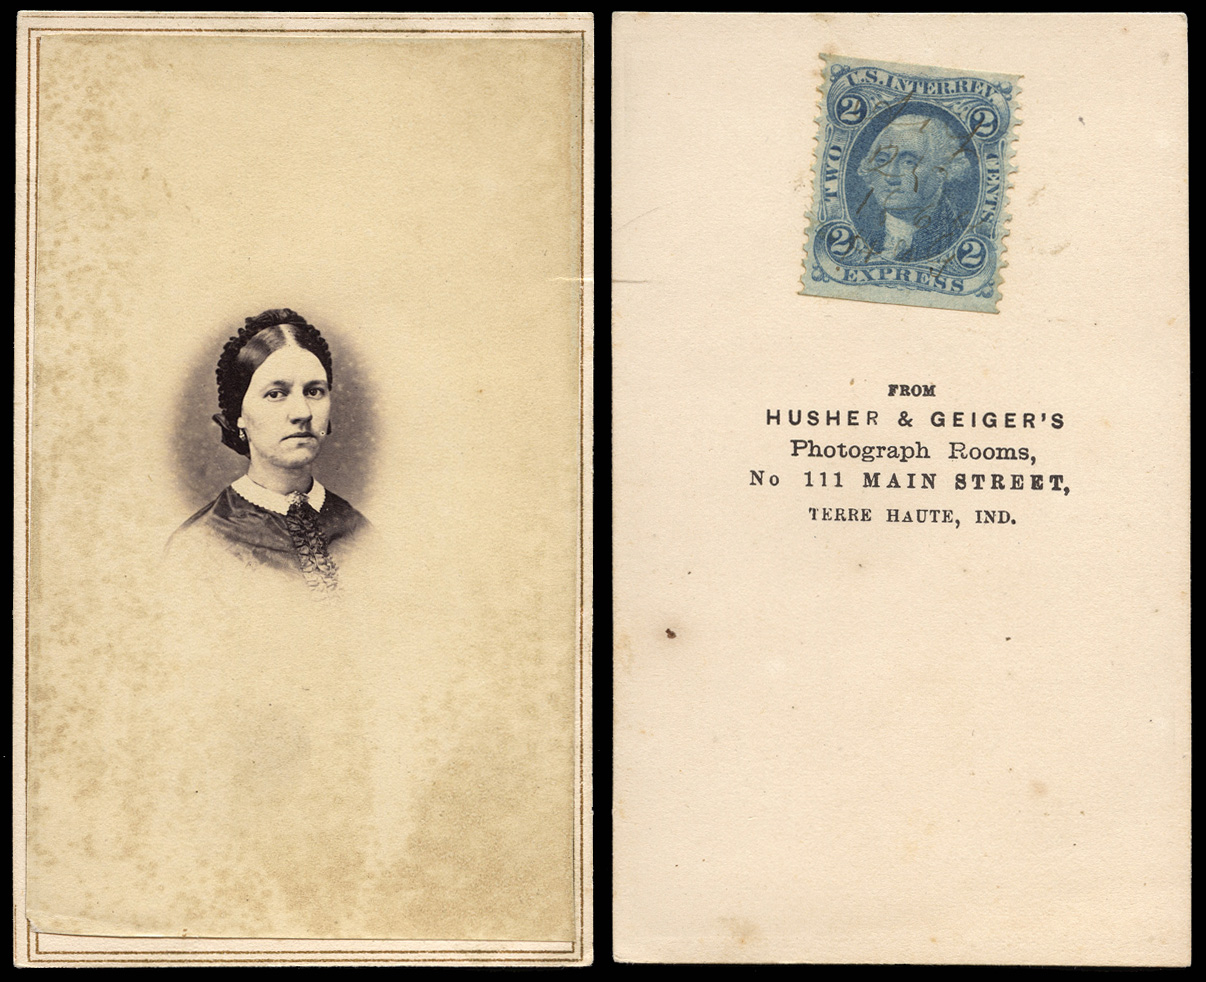 U.S. INTER. REV.
2 2
TWO CENTS
2 2
EXPRESS
FROM
HUSHER & GEIGER'S
Photograph Rooms,
No 111 MAIN STREET,
TERRE HAUTE, IND.